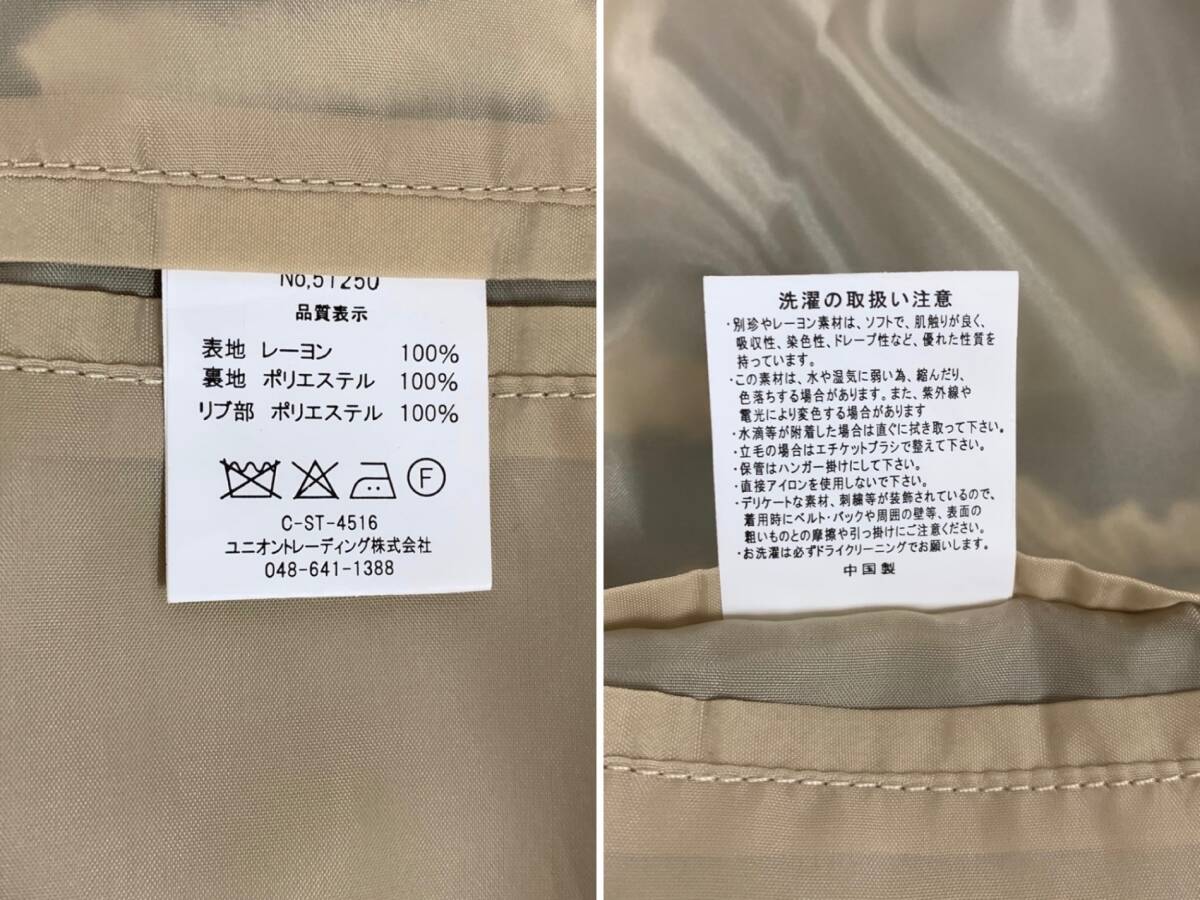 No,51250
品質表示
表地 レーヨン 100%
裏地 ポリエステル 100%
リブ部 ポリエステル 100%
F
C-ST-4516
ユニオントレーディング株式会社
048-641-1388
洗濯の取扱い注意
・別珍やレーヨン素材は、ソフトで、肌触りが良く、
吸収性、染色性、ドレープ性など、優れた性質を
持っています。
・この素材は、水や湿気に弱い為、縮んだり、
色落ちする場合があります。また、紫外線や
電光により変色する場合があります
・水滴等が附着した場合は直ぐに拭き取って下さい。
・立毛の場合はエチケットブラシで整えて下さい。
・保管はハンガー掛けにして下さい。
・直接アイロンを使用しないで下さい。
・デリケートな素材、刺繍等が装飾されているので、
着用時にベルト・バックや周囲の壁等、表面の
粗いものとの摩擦や引っ掛けにご注意ください。
・お洗濯は必ずドライクリーニングでお願いします。
中国製